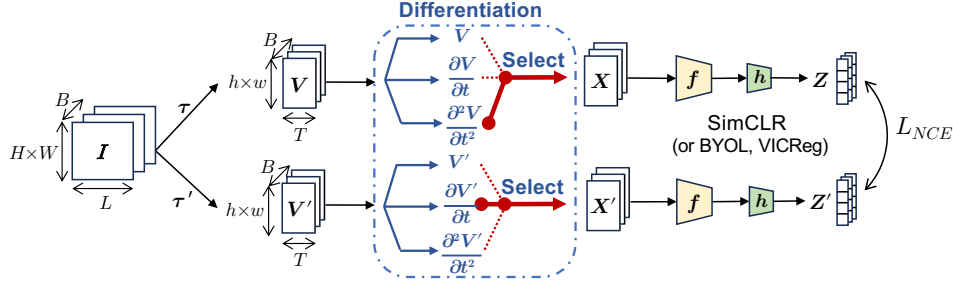 Differentiation
B
h×w
V
T
V
∂V/∂t
∂²V/∂t²
Select
X
f
h
Z
B
H×W
I
L
τ
τ'
SimCLR
(or BYOL, VICReg)
L_NCE
B
h×w
V'
T
V'
∂V'/∂t
∂²V'/∂t²
Select
X'
f
h
Z'